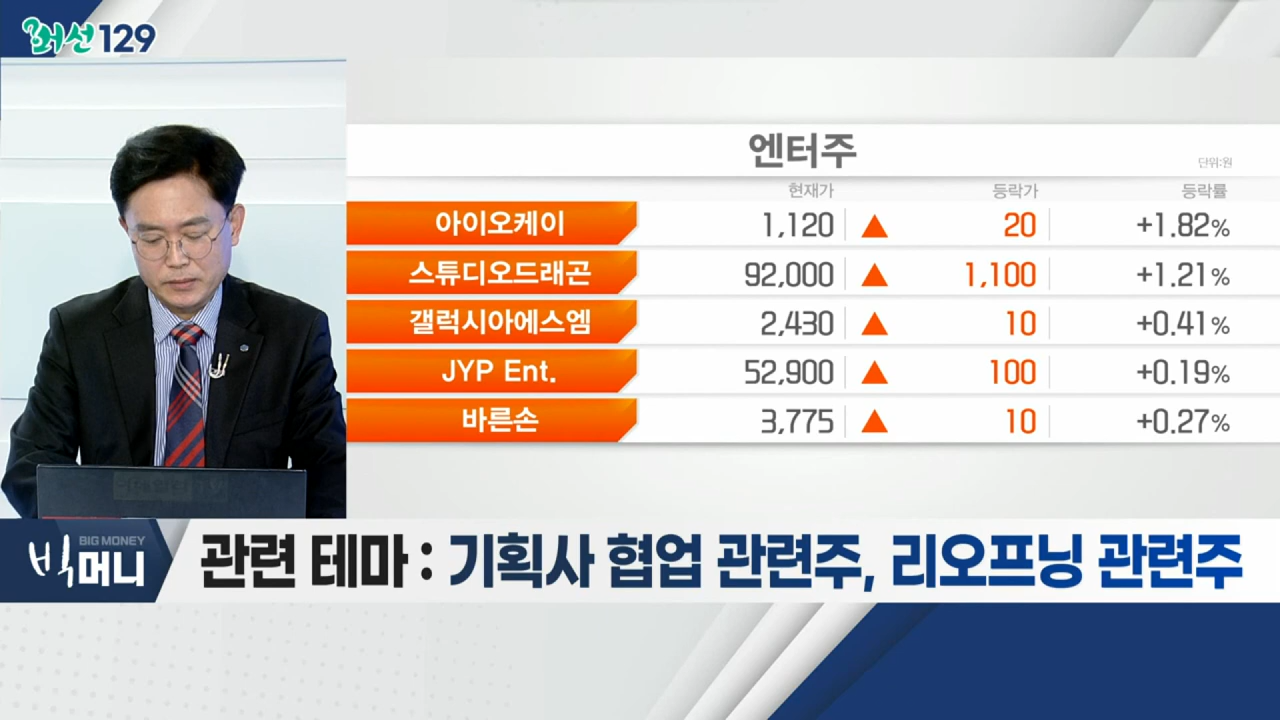 머선129
엔터주
단위:원
현재가 등락가 등락률
아이오케이 1,120 ▲ 20 +1.82%
스튜디오드래곤 92,000 ▲ 1,100 +1.21%
갤럭시아에스엠 2,430 ▲ 10 +0.41%
JYP Ent. 52,900 ▲ 100 +0.19%
바른손 3,775 ▲ 10 +0.27%
BIG MONEY
빅머니
관련 테마 : 기획사 협업 관련주, 리오프닝 관련주